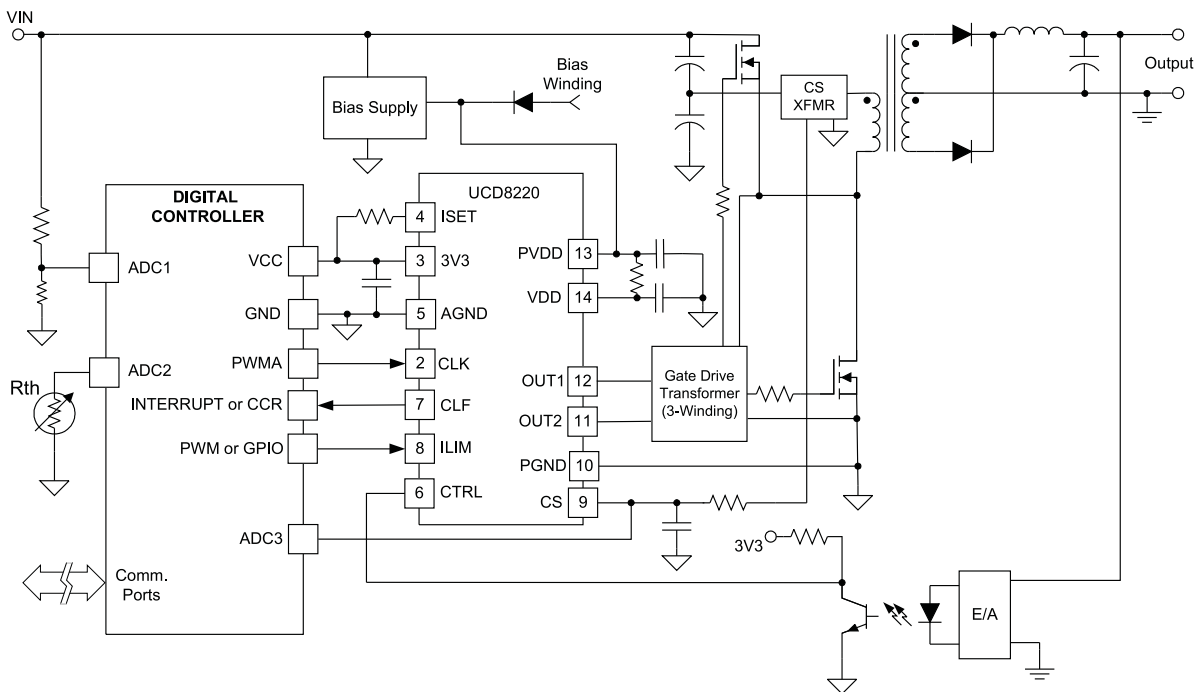 VIN
Bias
Winding
Bias Supply
CS
XFMR
Output
DIGITAL
CONTROLLER
UCD8220
4 ISET
ADC1
VCC
3 3V3
PVDD 13
VDD 14
GND
5 AGND
ADC2
PWMA
2 CLK
OUT1 12
Gate Drive
Transformer
(3-Winding)
Rth
INTERRUPT or CCR
7 CLF
OUT2 11
PWM or GPIO
8 ILIM
PGND 10
6 CTRL
CS 9
ADC3
3V3
Comm.
Ports
E/A